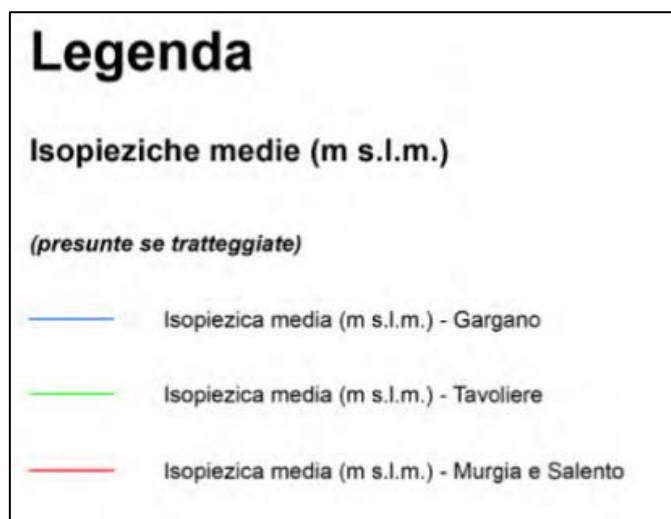 Legenda
Isopieziche medie (m s.l.m.)
(presunte se tratteggiate)
Isopiezica media (m s.l.m.) - Gargano
Isopiezica media (m s.l.m.) - Tavoliere
Isopiezica media (m s.l.m.) - Murgia e Salento